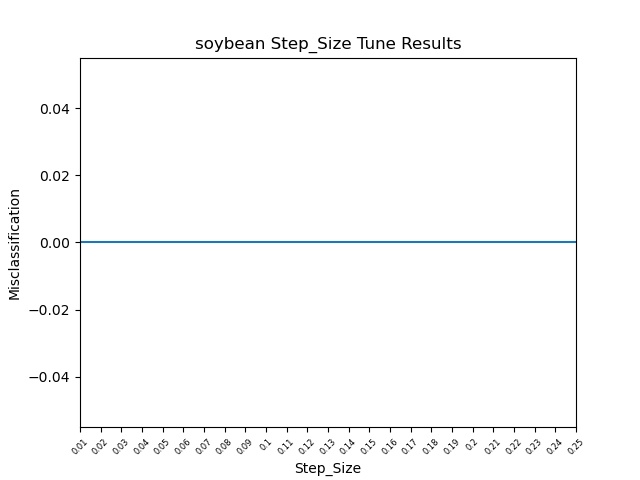 soybean Step_Size Tune Results
0.04
0.02
0.00
−0.02
−0.04
Misclassification
0.01 0.02 0.03 0.04 0.05 0.06 0.07 0.08 0.09 0.1 0.11 0.12 0.13 0.14 0.15 0.16 0.17 0.18 0.19 0.2 0.21 0.22 0.23 0.24 0.25
Step_Size